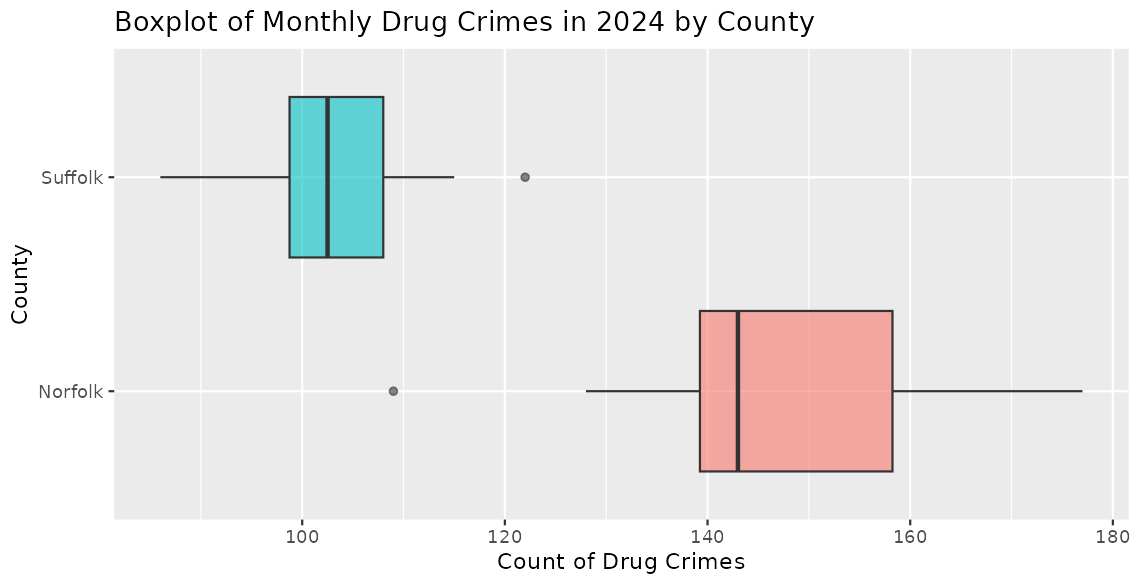 Boxplot of Monthly Drug Crimes in 2024 by County
County
Suffolk
Norfolk
100 120 140 160 180
Count of Drug Crimes